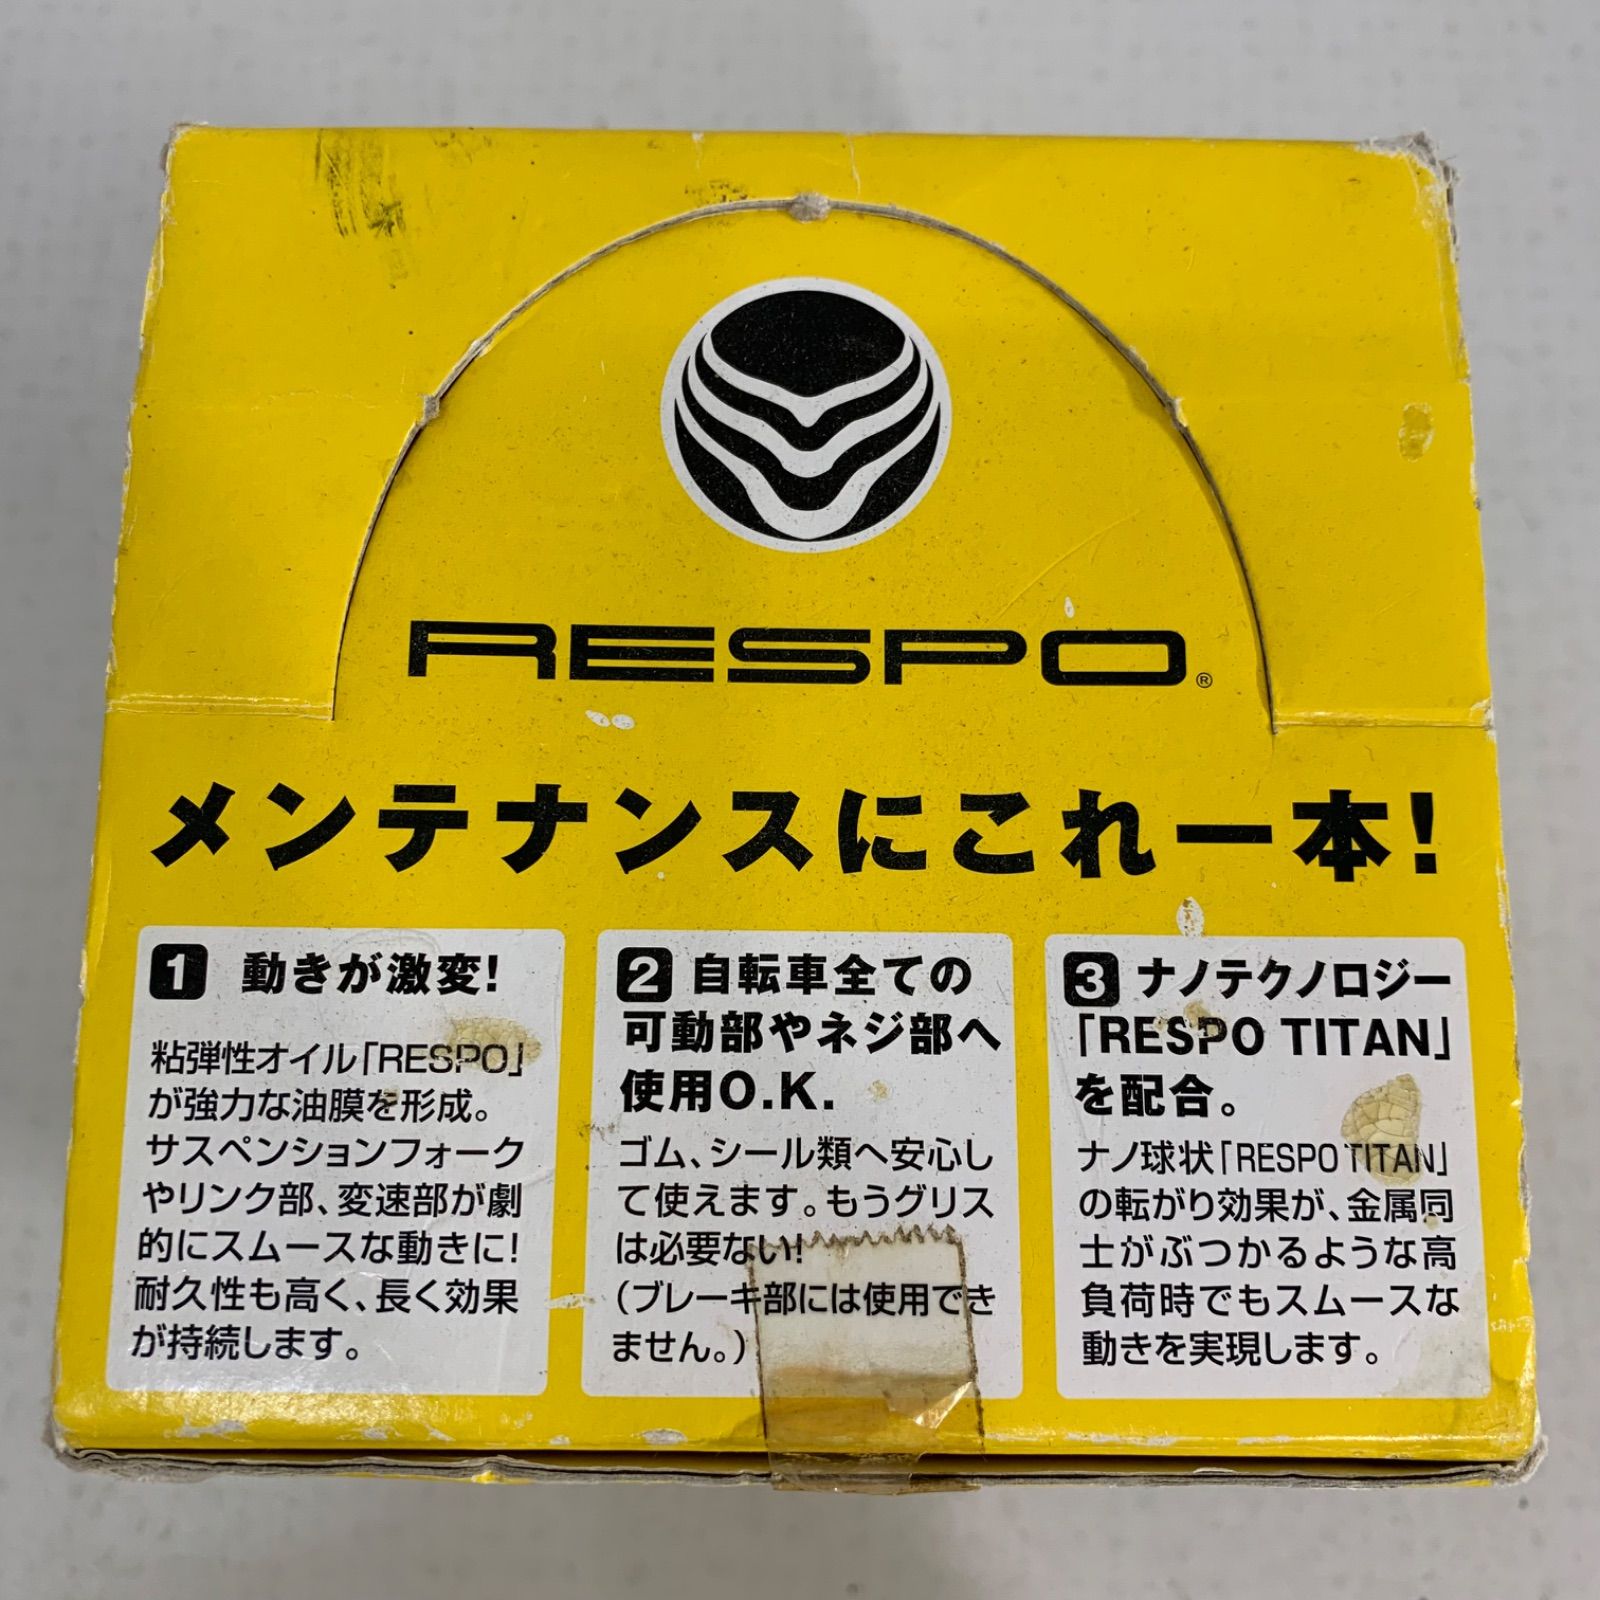 RESPO®
メンテナンスにこれ一本!
1 動きが激変!
粘弾性オイル「RESPO」
が強力な油膜を形成。
サスペンションフォーク
やリンク部、変速部が劇
的にスムースな動きに!
耐久性も高く、長く効果
が持続します。
2 自転車全ての
可動部やネジ部へ
使用O.K.
ゴム、シール類へ安心し
て使えます。もうグリス
は必要ない!
(ブレーキ部には使用でき
ません。)
3 ナノテクノロジー
「RESPO TITAN」
を配合。
ナノ球状「RESPO TITAN」
の転がり効果が、金属同
士がぶつかるような高
負荷時でもスムースな
動きを実現します。